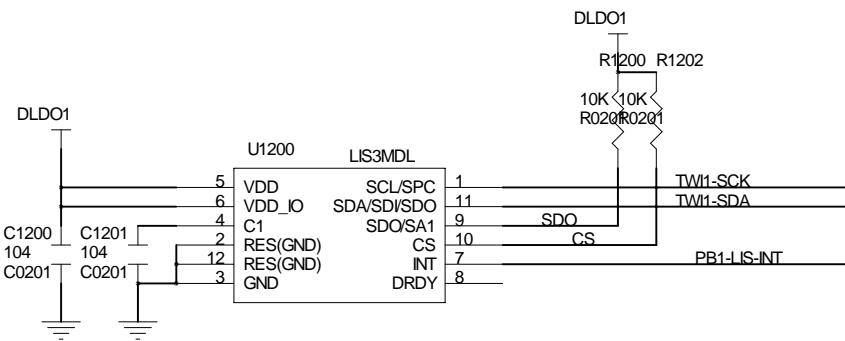 DLDO1
R1200 R1202
10K 10K
R0201 R0201
DLDO1
U1200 LIS3MDL
5 VDD SCL/SPC 1 TWI1-SCK
6 VDD_IO SDA/SDI/SDO 11 TWI1-SDA
4 C1 SDO/SA1 9 SDO
2 RES(GND) CS 10 CS
12 RES(GND) INT 7 PB1-LIS-INT
3 GND DRDY 8
C1200 C1201
104 104
C0201 C0201